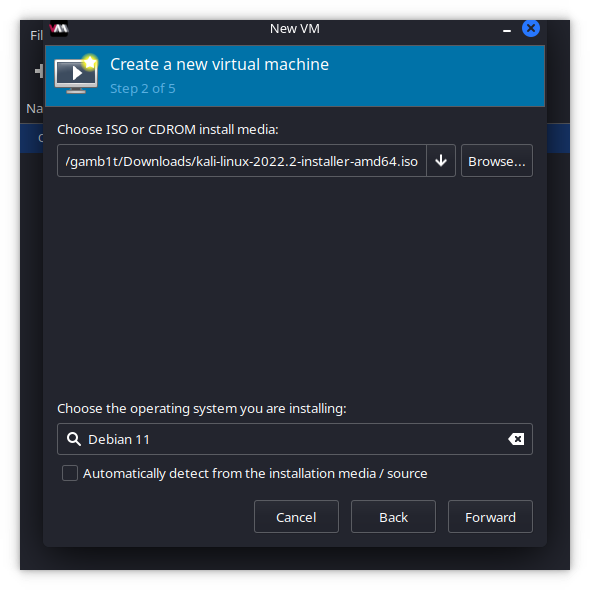 New VM
Fil
Create a new virtual machine
Step 2 of 5
Na
Choose ISO or CDROM install media:
/gamb1t/Downloads/kali-linux-2022.2-installer-amd64.iso
Browse...
Choose the operating system you are installing:
Debian 11
Automatically detect from the installation media / source
Cancel
Back
Forward